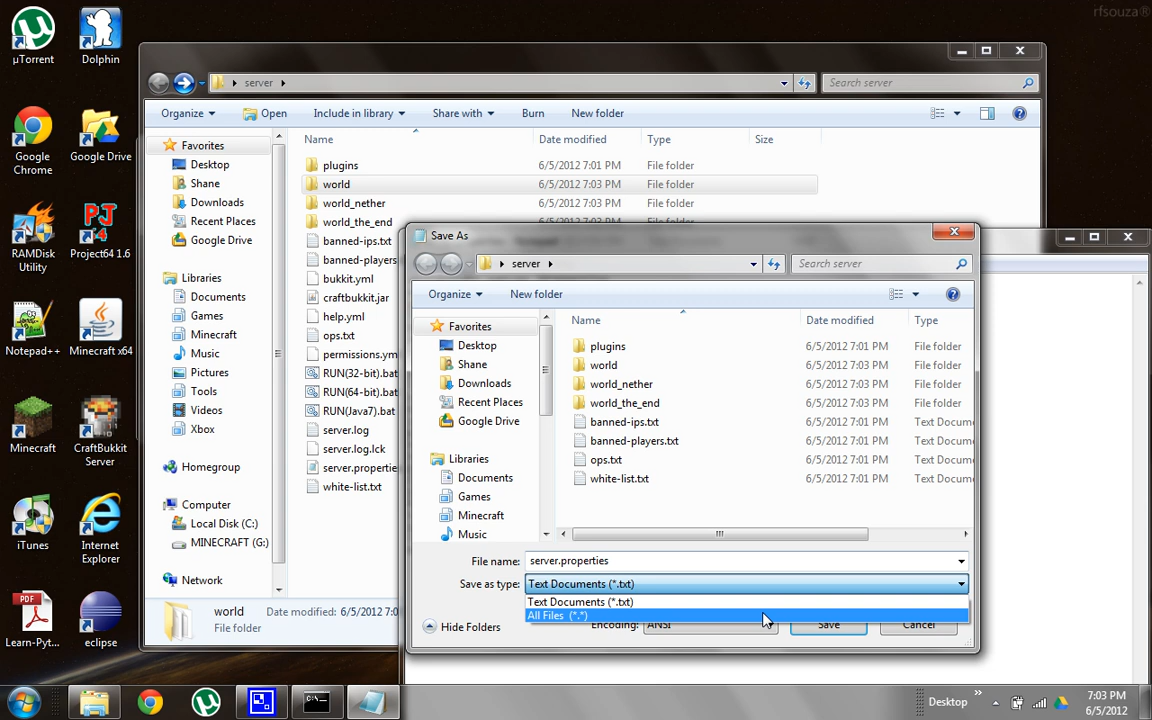 rfsouza®
µTorrent
Dolphin
Google Chrome
Google Drive
RAMDisk Utility
Project64 1.6
Notepad++
Minecraft x64
Minecraft
CraftBukkit Server
iTunes
Internet Explorer
Learn-Pyt...
eclipse
server
Search server
Organize
Open
Include in library
Share with
Burn
New folder
Favorites
Desktop
Shane
Downloads
Recent Places
Google Drive
Libraries
Documents
Games
Minecraft
Music
Pictures
Tools
Videos
Xbox
Homegroup
Computer
Local Disk (C:)
MINECRAFT (G:)
Network
Name Date modified Type Size
plugins 6/5/2012 7:01 PM File folder
world 6/5/2012 7:03 PM File folder
world_nether 6/5/2012 7:03 PM File folder
world_the_end 6/5/2012 7:03 PM File folder
banned-ips.txt
banned-players
bukkit.yml
craftbukkit.jar
help.yml
ops.txt
permissions.ym
RUN(32-bit).bat
RUN(64-bit).bat
RUN(Java7).bat
server.log
server.log.lck
server.propertie
white-list.txt
world Date modified: 6/5/2012 7:0
File folder
Save As
server
Search server
Organize
New folder
Favorites
Desktop
Shane
Downloads
Recent Places
Google Drive
Libraries
Documents
Games
Minecraft
Music
Name Date modified Type
plugins 6/5/2012 7:01 PM File folder
world 6/5/2012 7:03 PM File folder
world_nether 6/5/2012 7:03 PM File folder
world_the_end 6/5/2012 7:03 PM File folder
banned-ips.txt 6/5/2012 7:01 PM Text Docum
banned-players.txt 6/5/2012 7:01 PM Text Docum
ops.txt 6/5/2012 7:01 PM Text Docum
white-list.txt 6/5/2012 7:01 PM Text Docum
File name: server.properties
Save as type: Text Documents (*.txt)
Text Documents (*.txt)
All Files (*.*)
Hide Folders
Encoding: ANSI
Save
Cancel
Desktop
7:03 PM
6/5/2012